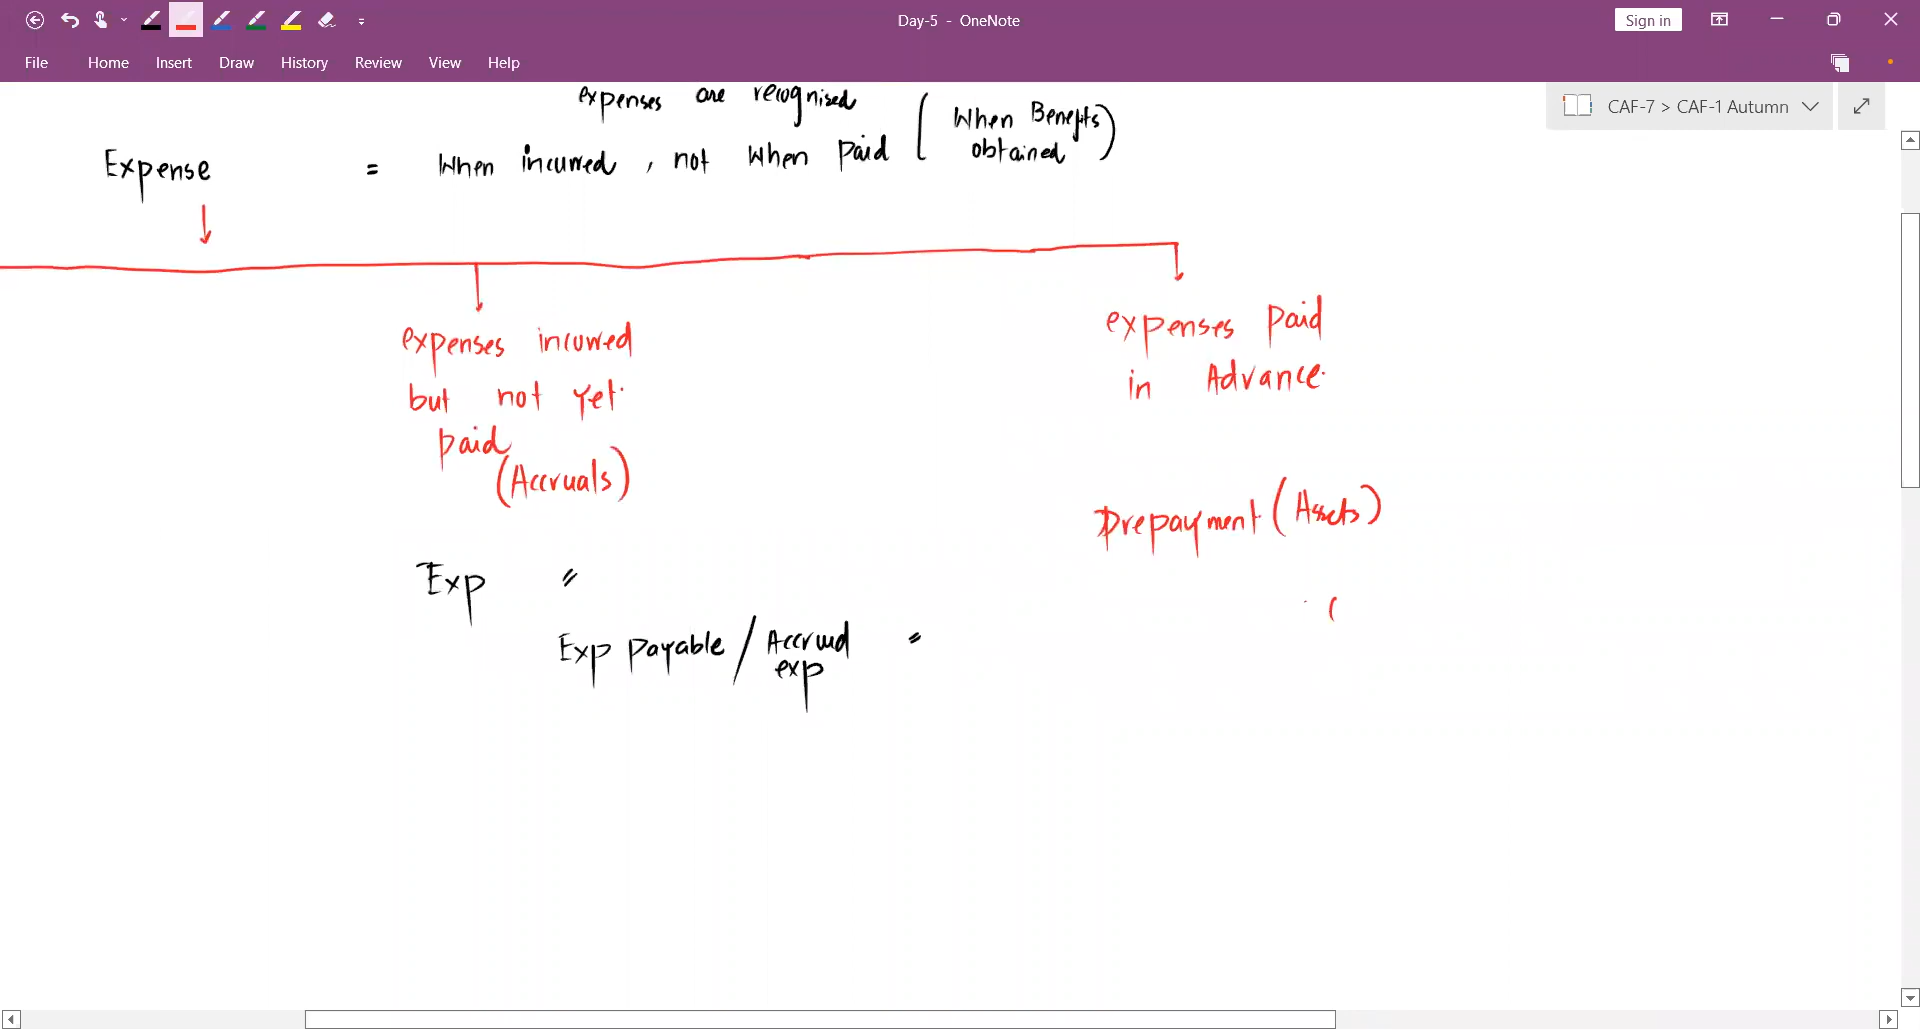 Day-5 - OneNote
Sign in
File Home Insert Draw History Review View Help
CAF-7 > CAF-1 Autumn
expenses are recognised
Expense = When incurred, not when paid (When Benefits obtained)
expenses incurred
but not yet
paid
(Accruals)
expenses paid
in Advance.
Prepayment (Assets)
Exp "
Exp payable / Accrued exp "
(